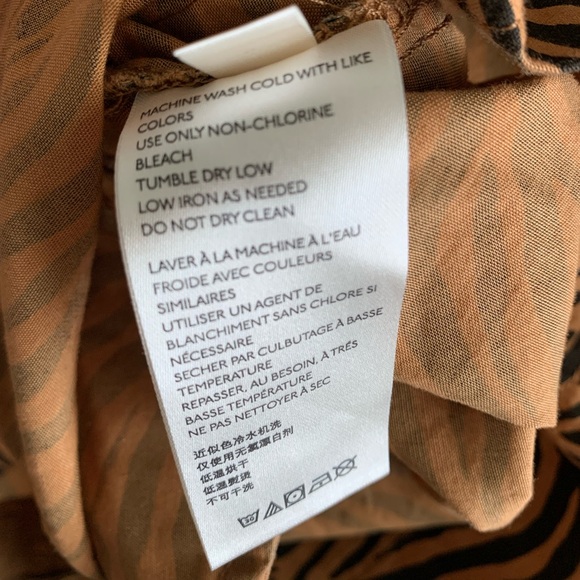 MACHINE WASH COLD WITH LIKE
COLORS
USE ONLY NON-CHLORINE
BLEACH
TUMBLE DRY LOW
LOW IRON AS NEEDED
DO NOT DRY CLEAN
LAVER À LA MACHINE À L'EAU
FROIDE AVEC COULEURS
SIMILAIRES
UTILISER UN AGENT DE
BLANCHIMENT SANS CHLORE SI
NÉCESSAIRE
SECHER PAR CULBUTAGE À BASSE
TEMPERATURE
REPASSER, AU BESOIN, À TRÉS
BASSE TEMPÉRATURE
NE PAS NETTOYER À SEC
近似色冷水机洗
仅使用无氯漂白剂
低温烘干
低温熨烫
不可干洗
30